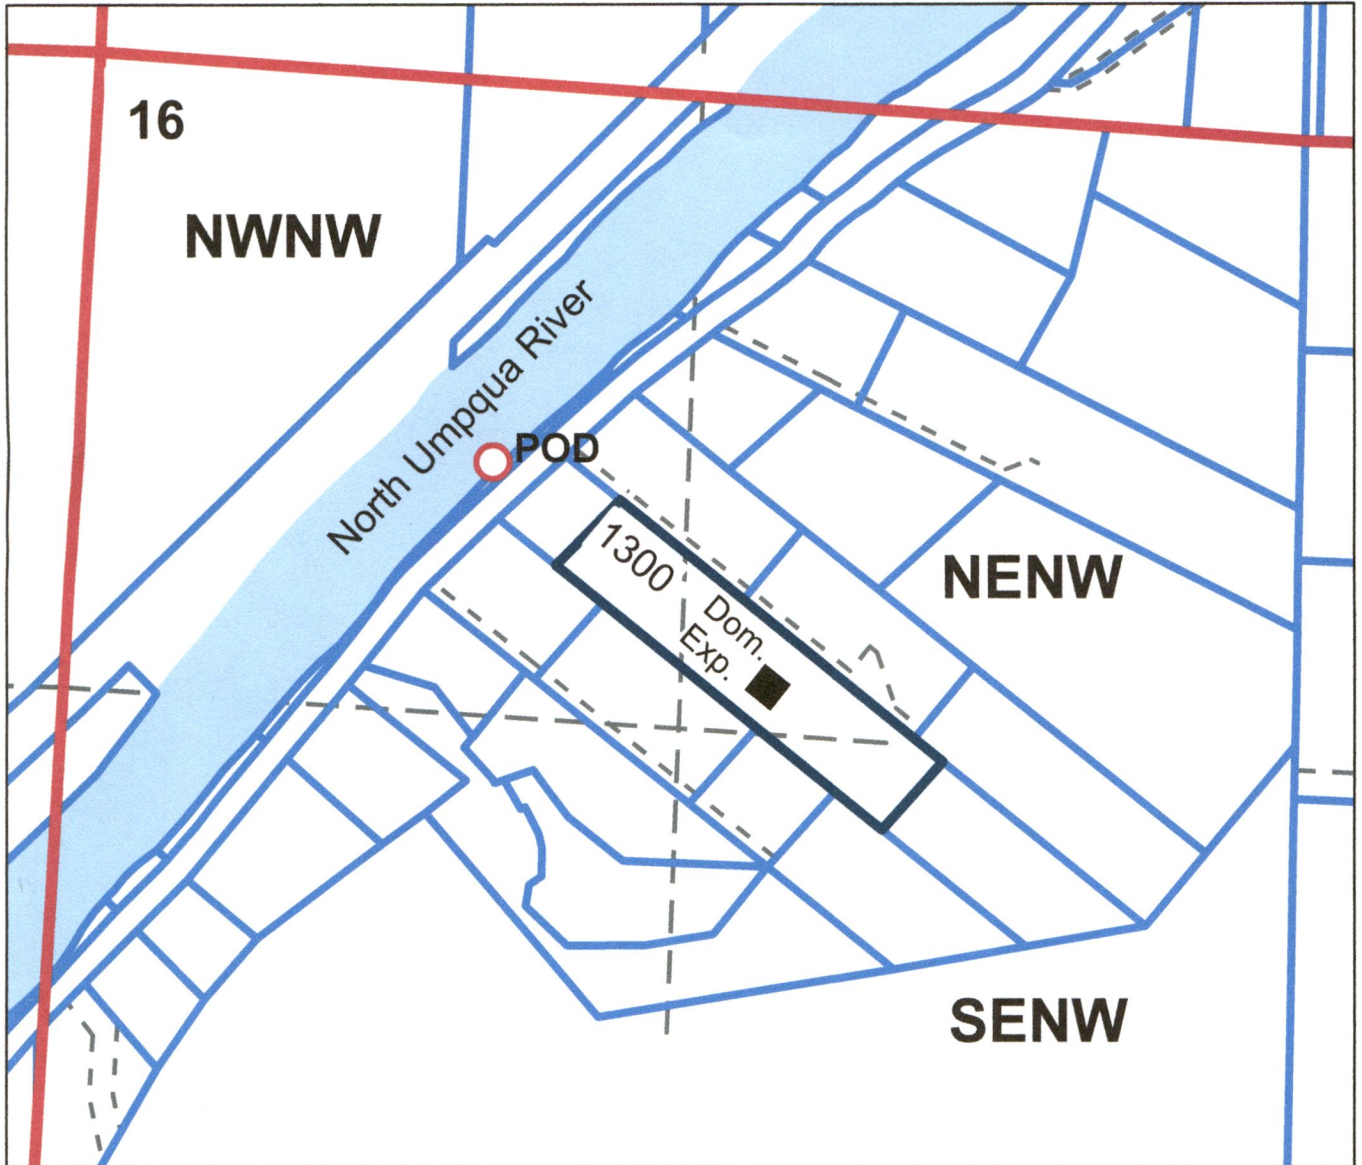 16
NWNW
North Umpqua River
POD
1300
Dom.
Exp.
NENW
SENW